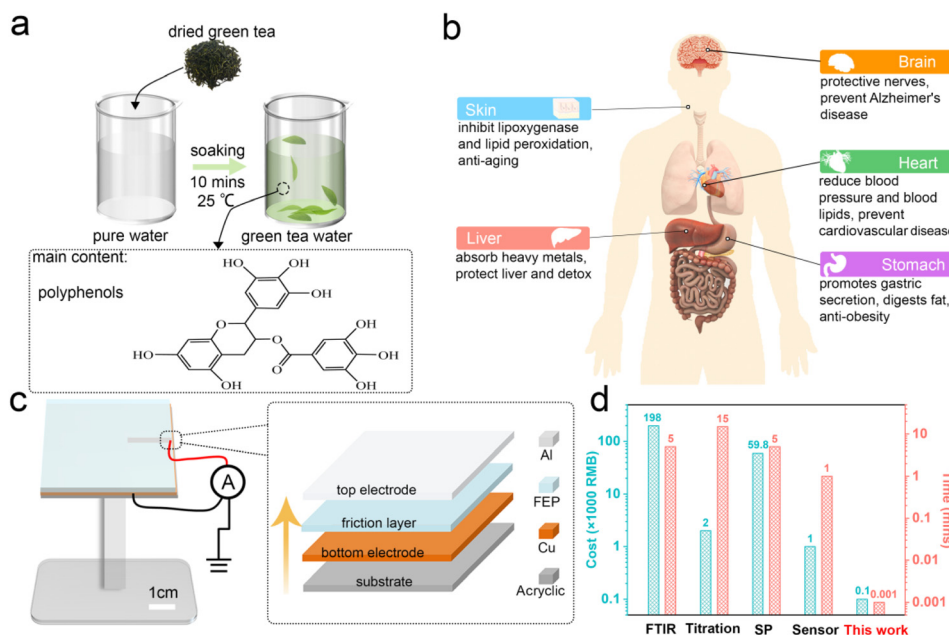 a
dried green tea
soaking
10 mins
25 ℃
pure water
green tea water
main content:
polyphenols
OH
HO
OH
HO
O
OH
O
OH
O
OH
OH
OH
b
Skin
inhibit lipoxygenase
and lipid peroxidation,
anti-aging
Liver
absorb heavy metals,
protect liver and detox
Brain
protective nerves,
prevent Alzheimer's
disease
Heart
reduce blood
pressure and blood
lipids, prevent
cardiovascular disease
Stomach
promotes gastric
secretion, digests fat,
anti-obesity
c
A
1cm
top electrode
friction layer
bottom electrode
substrate
Al
FEP
Cu
Acrylic
d
Cost (×1000 RMB)
100
10
1
0.1
198
5
2
15
59.8
5
1
1
0.1
0.001
FTIR
Titration
SP
Sensor
This work
10
1
0.1
0.01
0.001
Time (mins)